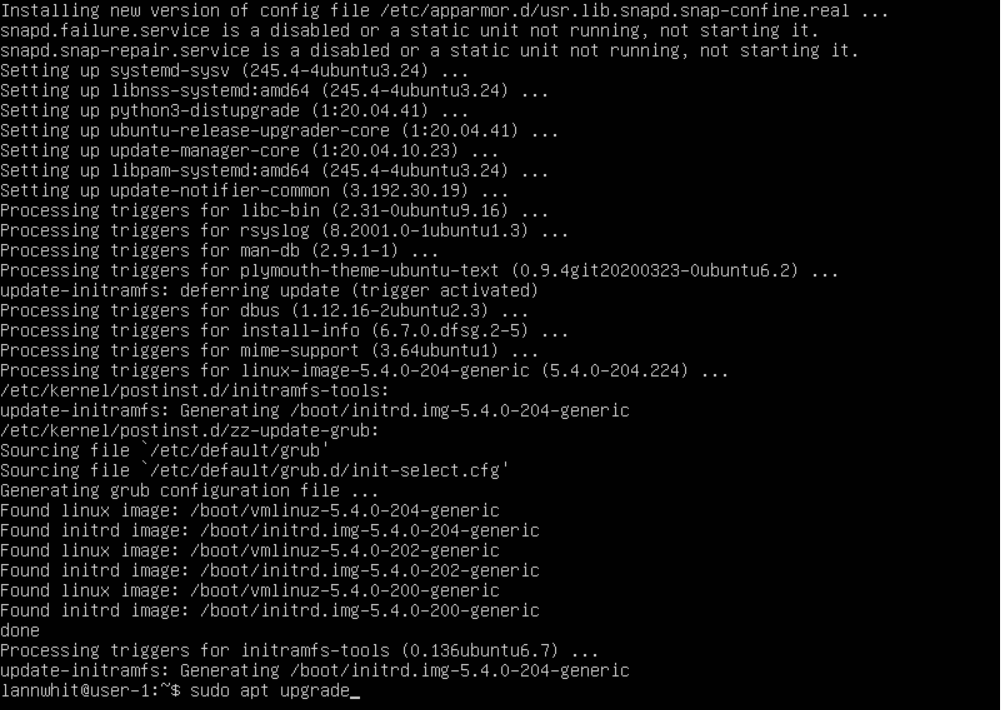 Installing new version of config file /etc/apparmor.d/usr.lib.snapd.snap-confine.real ...
snapd.failure.service is a disabled or a static unit not running, not starting it.
snapd.snap-repair.service is a disabled or a static unit not running, not starting it.
Setting up systemd-sysv (245.4-4ubuntu3.24) ...
Setting up libnss-systemd:amd64 (245.4-4ubuntu3.24) ...
Setting up python3-distupgrade (1:20.04.41) ...
Setting up ubuntu-release-upgrader-core (1:20.04.41) ...
Setting up update-manager-core (1:20.04.10.23) ...
Setting up libpam-systemd:amd64 (245.4-4ubuntu3.24) ...
Setting up update-notifier-common (3.192.30.19) ...
Processing triggers for libc-bin (2.31-0ubuntu9.16) ...
Processing triggers for rsyslog (8.2001.0-1ubuntu1.3) ...
Processing triggers for man-db (2.9.1-1) ...
Processing triggers for plymouth-theme-ubuntu-text (0.9.4git20200323-0ubuntu6.2) ...
update-initramfs: deferring update (trigger activated)
Processing triggers for dbus (1.12.16-2ubuntu2.3) ...
Processing triggers for install-info (6.7.0.dfsg.2-5) ...
Processing triggers for mime-support (3.64ubuntu1) ...
Processing triggers for linux-image-5.4.0-204-generic (5.4.0-204.224) ...
/etc/kernel/postinst.d/initramfs-tools:
update-initramfs: Generating /boot/initrd.img-5.4.0-204-generic
/etc/kernel/postinst.d/zz-update-grub:
Sourcing file `/etc/default/grub'
Sourcing file `/etc/default/grub.d/init-select.cfg'
Generating grub configuration file ...
Found linux image: /boot/vmlinuz-5.4.0-204-generic
Found initrd image: /boot/initrd.img-5.4.0-204-generic
Found linux image: /boot/vmlinuz-5.4.0-202-generic
Found initrd image: /boot/initrd.img-5.4.0-202-generic
Found linux image: /boot/vmlinuz-5.4.0-200-generic
Found initrd image: /boot/initrd.img-5.4.0-200-generic
done
Processing triggers for initramfs-tools (0.136ubuntu6.7) ...
update-initramfs: Generating /boot/initrd.img-5.4.0-204-generic
lannwhit@user-1:~$ sudo apt upgrade_